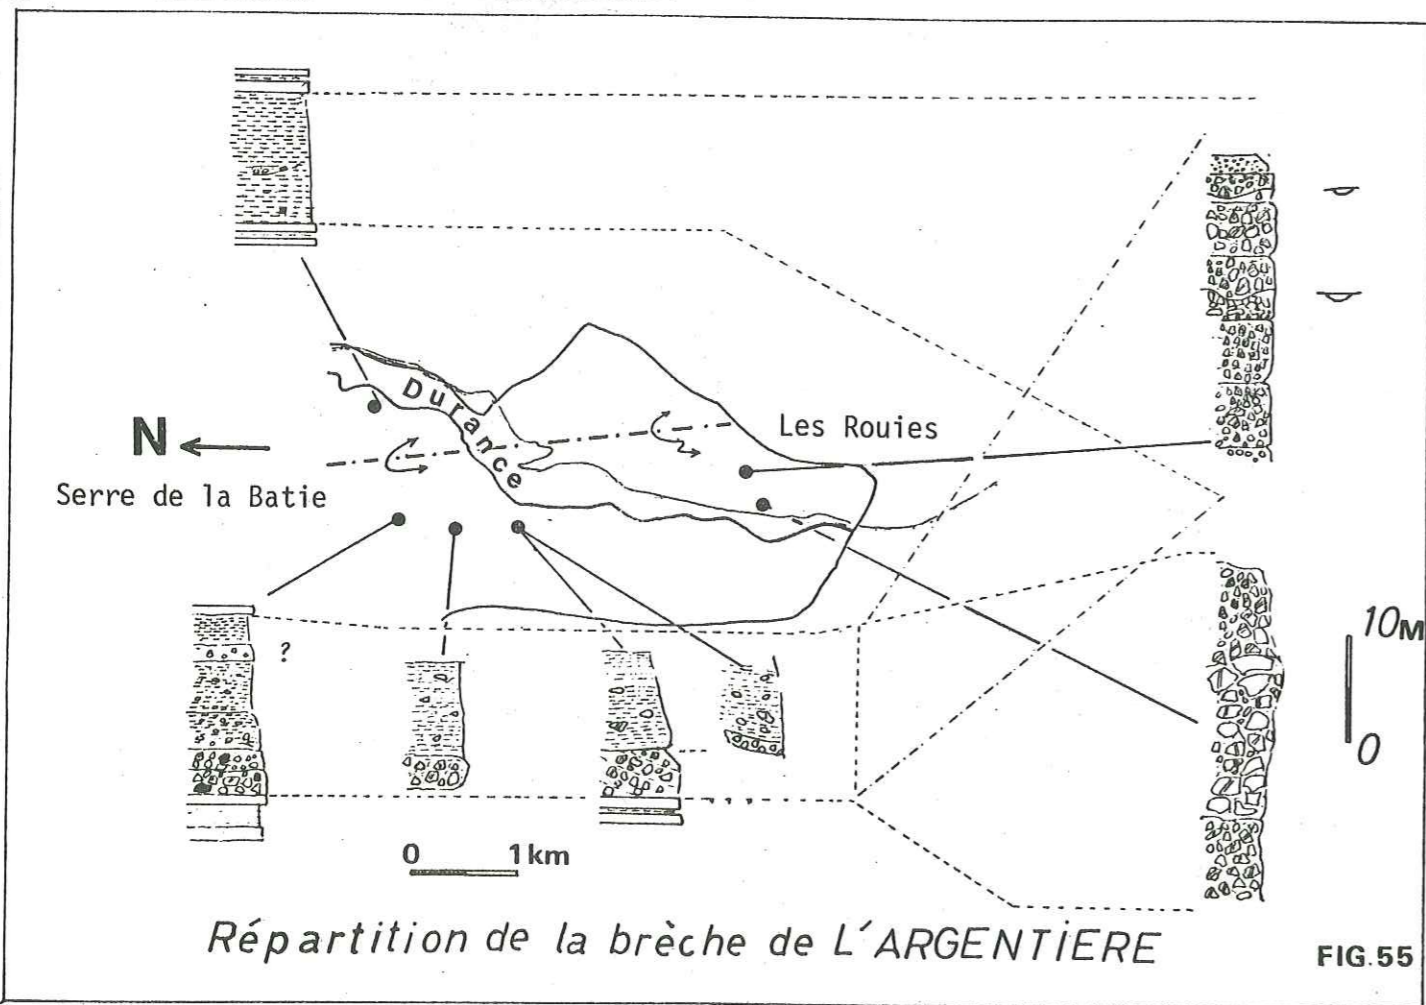 Durance
N
Les Rouies
Serre de la Batie
?
10M
0
0 1km
Répartition de la brèche de L'ARGENTiERE
FIG.55